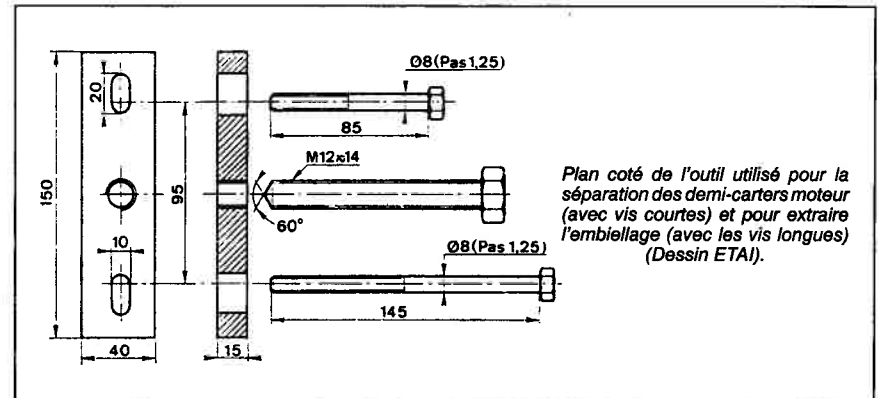 Ø8(Pas 1,25)
20
85
M12x14
150
95
60°
10
Ø8(Pas 1,25)
145
40
15
Plan coté de l'outil utilisé pour la
séparation des demi-carters moteur
(avec vis courtes) et pour extraire
l'embiellage (avec les vis longues)
(Dessin ETAI).